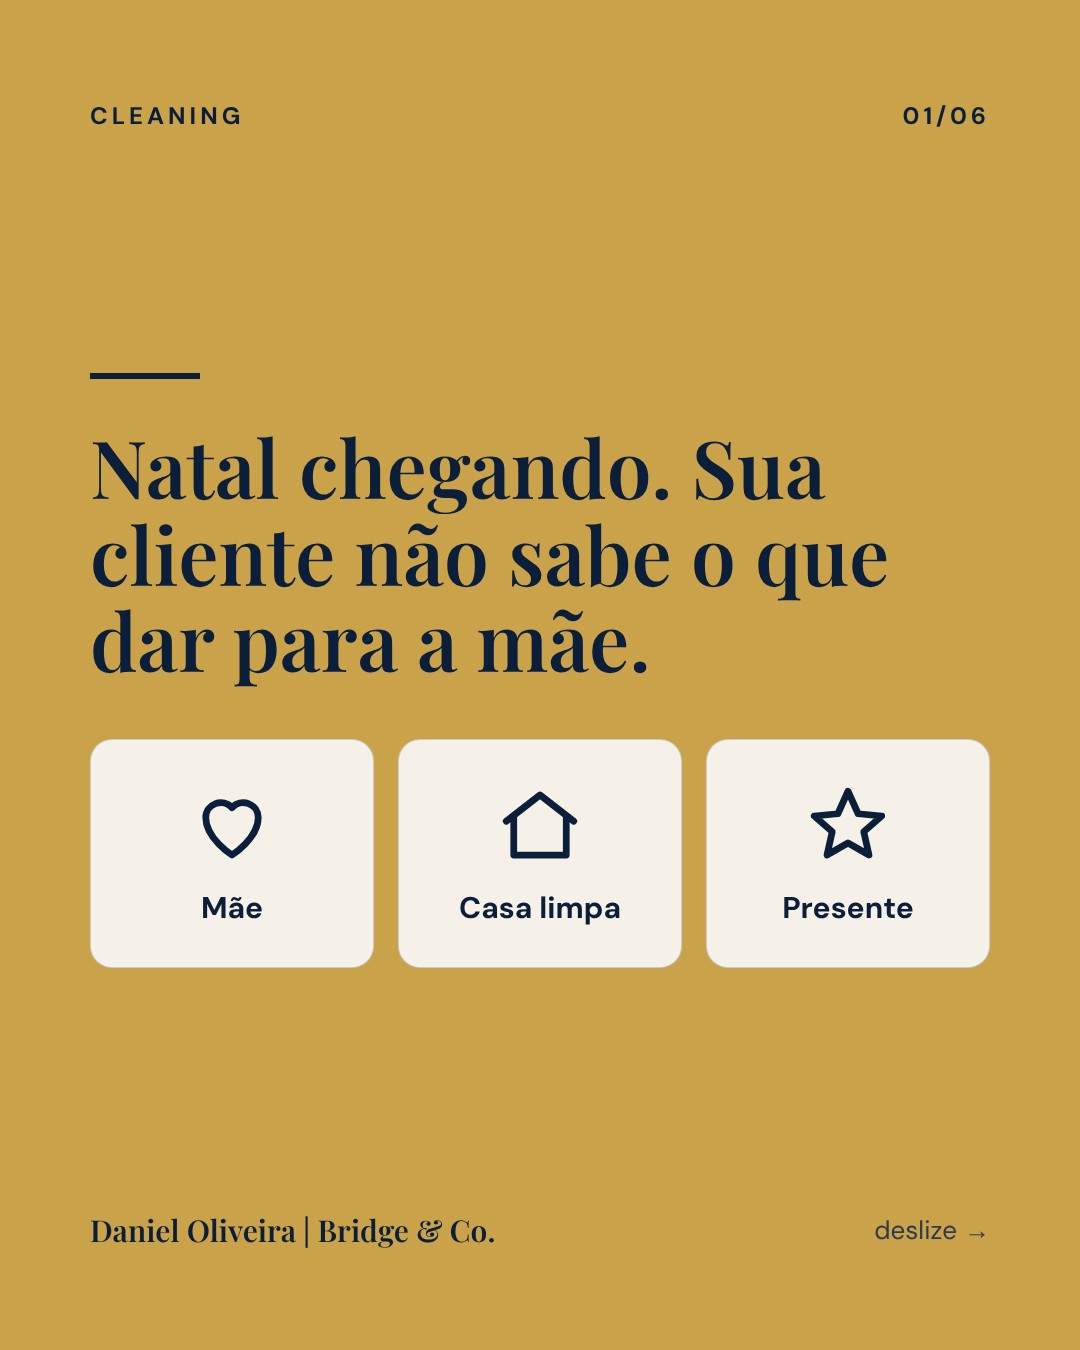 CLEANING
01/06
Natal chegando. Sua
cliente não sabe o que
dar para a mãe.
Mãe
Casa limpa
Presente
Daniel Oliveira | Bridge & Co.
deslize →